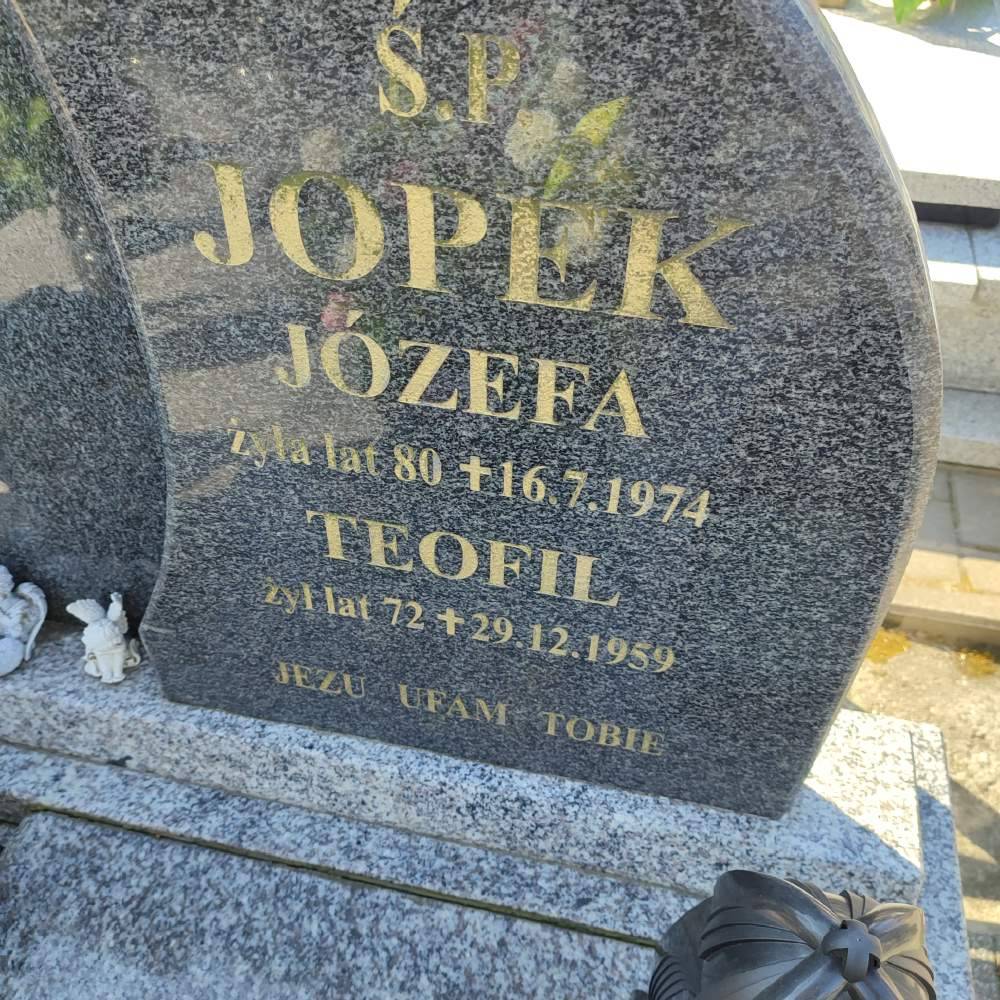 Ś.P.
JOPEK
JÓZEFA
żyła lat 80 ✝16.7.1974
TEOFIL
żył lat 72 ✝29.12.1959
JEZU UFAM TOBIE